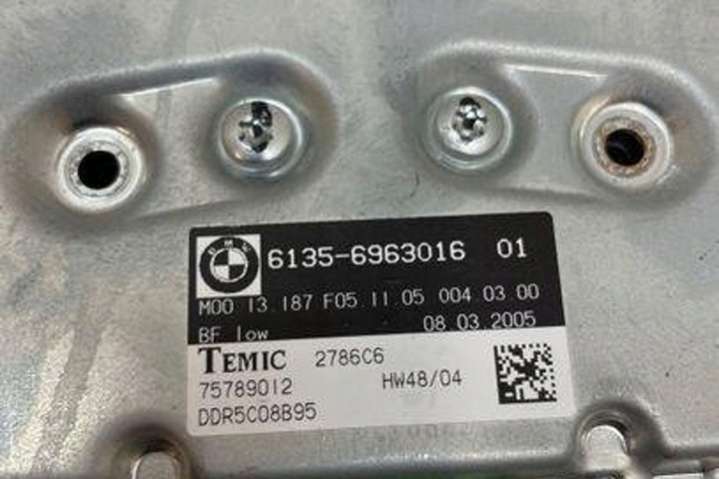 BMW
6135-6963016 01
M00 13 187 F05 11 05 004 03 00
BF low 08.03.2005
TEMIC 2786C6
75789012 HW48/04
DDR5C08B95